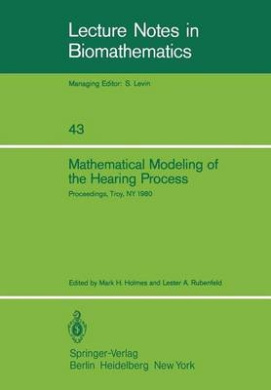 Lecture Notes in
Biomathematics
Managing Editor: S. Levin
43
Mathematical Modeling of
the Hearing Process
Proceedings, Troy, NY 1980
Edited by Mark H. Holmes and Lester A. Rubenfeld
Springer-Verlag
Berlin Heidelberg New York